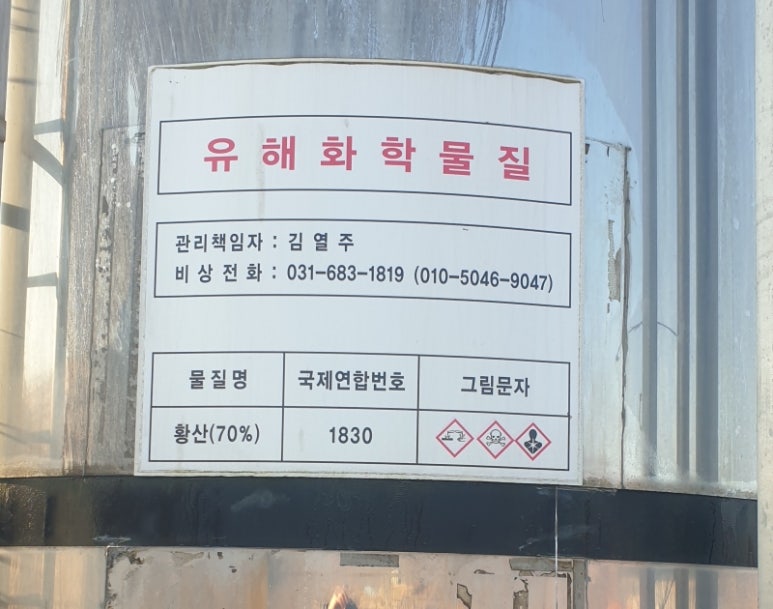 유해화학물질
관리책임자 : 김열주
비상전화 : 031-683-1819 (010-5046-9047)
물질명 국제연합번호 그림문자
황산(70%) 1830